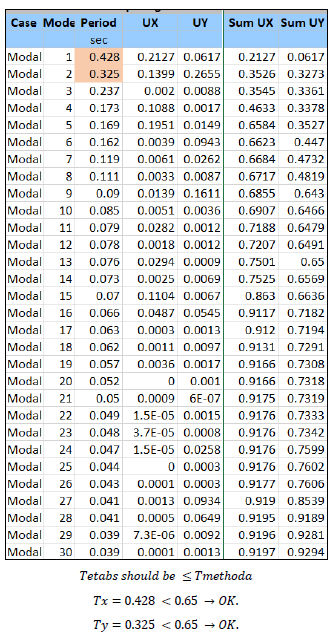 Case Mode Period UX UY Sum UX Sum UY
sec
Modal 1 0.428 0.2127 0.0617 0.2127 0.0617
Modal 2 0.325 0.1399 0.2655 0.3526 0.3273
Modal 3 0.237 0.002 0.0088 0.3545 0.3361
Modal 4 0.173 0.1088 0.0017 0.4633 0.3378
Modal 5 0.169 0.1951 0.0149 0.6584 0.3527
Modal 6 0.162 0.0039 0.0943 0.6623 0.447
Modal 7 0.119 0.0061 0.0262 0.6684 0.4732
Modal 8 0.111 0.0033 0.0087 0.6717 0.4819
Modal 9 0.09 0.0139 0.1611 0.6855 0.643
Modal 10 0.085 0.0051 0.0036 0.6907 0.6466
Modal 11 0.079 0.0282 0.0012 0.7188 0.6479
Modal 12 0.078 0.0018 0.0012 0.7207 0.6491
Modal 13 0.076 0.0294 0.0009 0.7501 0.65
Modal 14 0.073 0.0025 0.0069 0.7525 0.6569
Modal 15 0.07 0.1104 0.0067 0.863 0.6636
Modal 16 0.066 0.0487 0.0545 0.9117 0.7182
Modal 17 0.063 0.0003 0.0013 0.912 0.7194
Modal 18 0.062 0.0011 0.0097 0.9131 0.7291
Modal 19 0.057 0.0036 0.0017 0.9166 0.7308
Modal 20 0.052 0 0.001 0.9166 0.7318
Modal 21 0.05 0.0009 6E-07 0.9175 0.7319
Modal 22 0.049 1.5E-05 0.0015 0.9176 0.7333
Modal 23 0.048 3.7E-05 0.0008 0.9176 0.7342
Modal 24 0.047 1.5E-05 0.0258 0.9176 0.7599
Modal 25 0.044 0 0.0003 0.9176 0.7602
Modal 26 0.043 0.0001 0.0003 0.9177 0.7606
Modal 27 0.041 0.0013 0.0934 0.919 0.8539
Modal 28 0.041 0.0005 0.0649 0.9195 0.9189
Modal 29 0.039 7.3E-06 0.0092 0.9196 0.9281
Modal 30 0.039 0.0001 0.0013 0.9197 0.9294
Tetabs should be ≤ Tmethoda
Tx = 0.428 < 0.65 → OK.
Ty = 0.325 < 0.65 → OK.